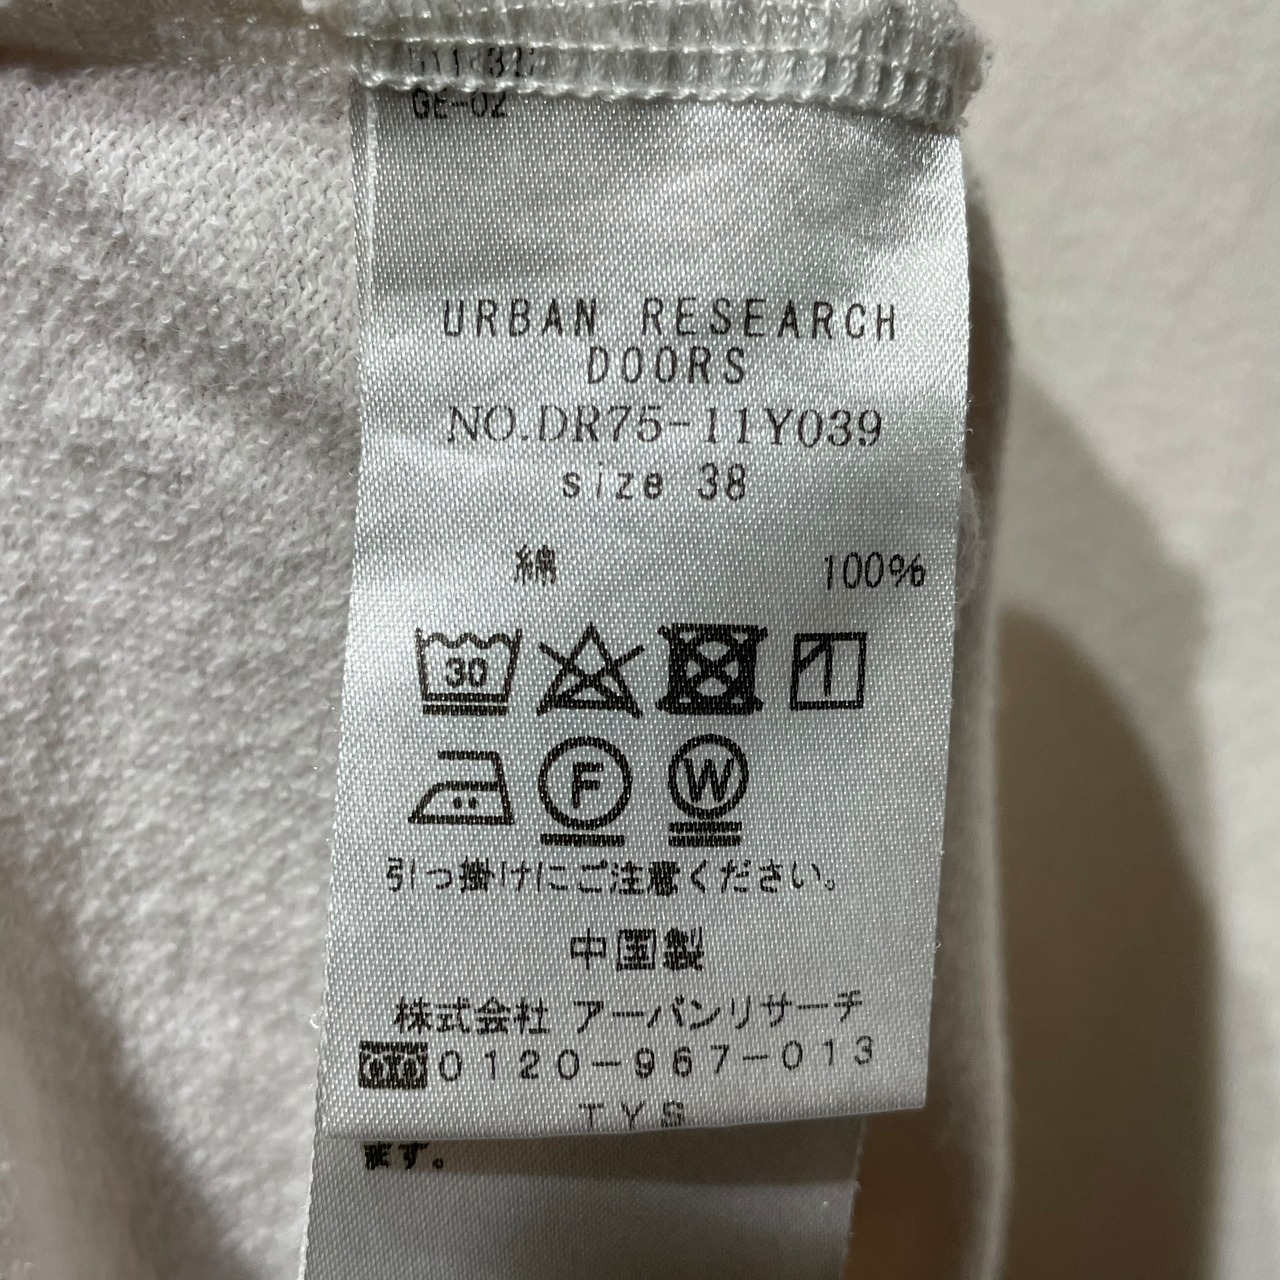 GE-02
URBAN RESEARCH
DOORS
NO.DR75-11Y039
size 38
綿 100%
30
F W
引っ掛けにご注意ください。
中国製
株式会社 アーバンリサーチ
0120-967-013
TYS
ます。